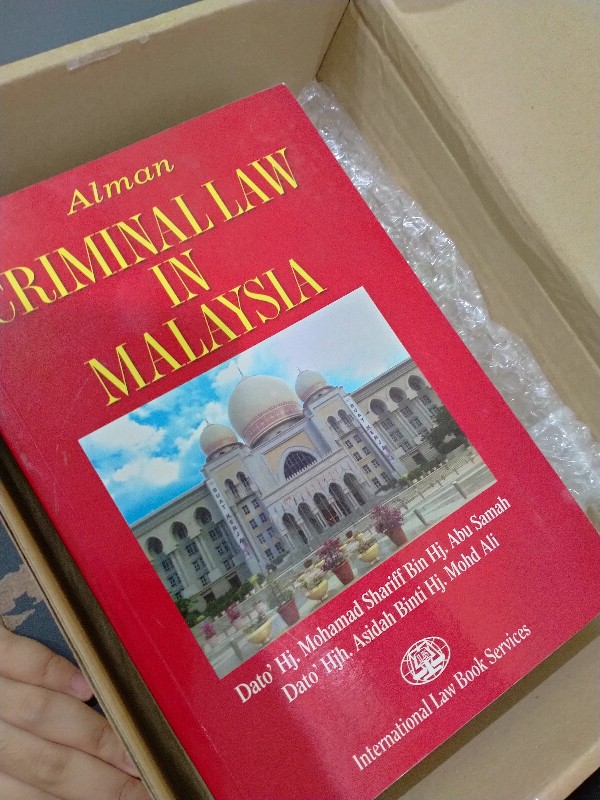 Alman
CRIMINAL LAW
IN
MALAYSIA
Dato' Hj. Mohamad Shariff Bin Hj. Abu Samah
Dato' Hjh. Asidah Binti Hj. Mohd Ali
International Law Book Services